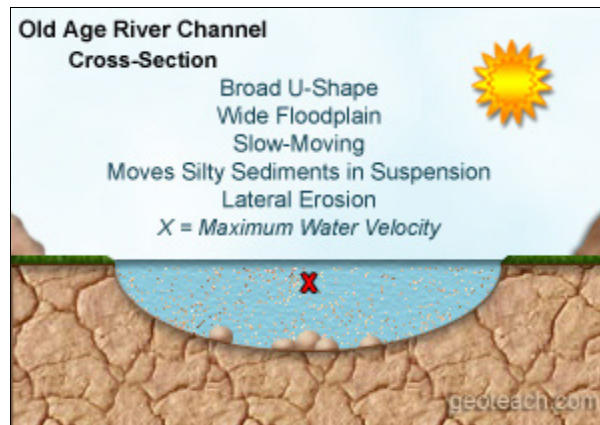 Old Age River Channel
Cross-Section
Broad U-Shape
Wide Floodplain
Slow-Moving
Moves Silty Sediments in Suspension
Lateral Erosion
X = Maximum Water Velocity
X
geoteach.com